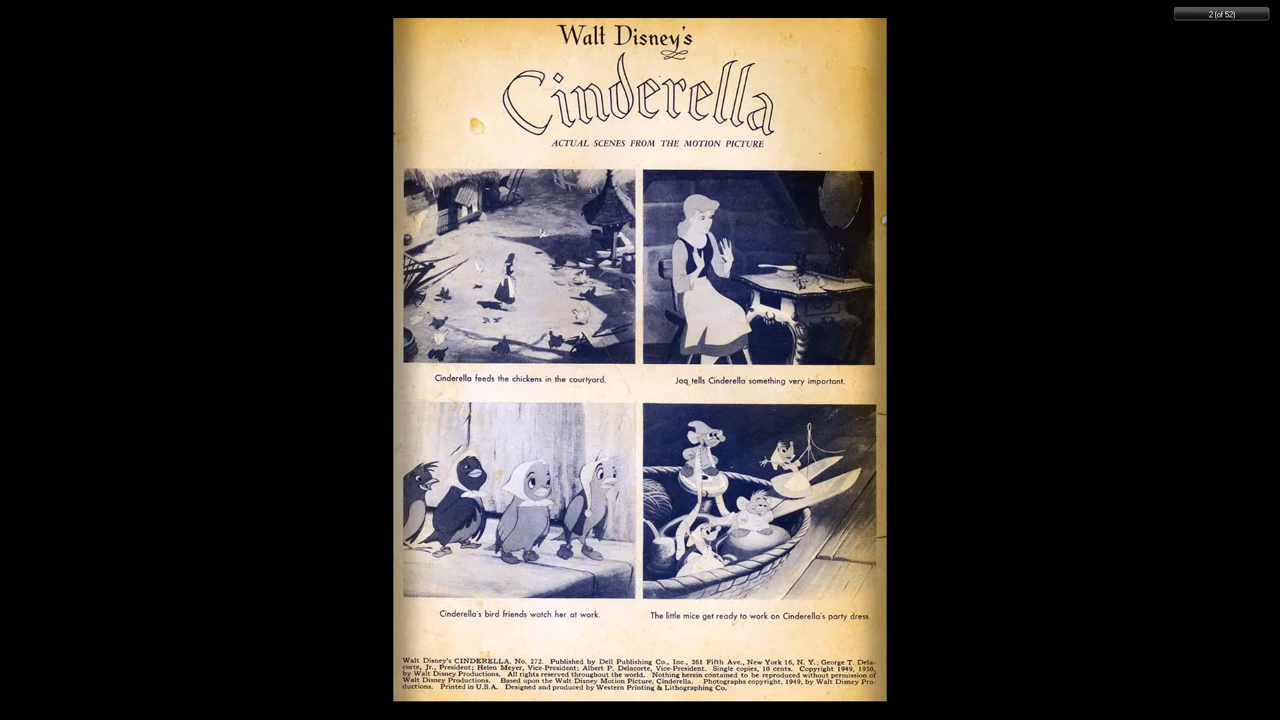 2 (of 52)
Walt Disney's
Cinderella
ACTUAL SCENES FROM THE MOTION PICTURE
Cinderella feeds the chickens in the courtyard.
Jaq tells Cinderella something very important.
Cinderella's bird friends watch her at work.
The little mice get ready to work on Cinderella's party dress.
Walt Disney's CINDERELLA, No. 272. Published by Dell Publishing Co., Inc., 261 Fifth Ave., New York 16, N. Y.; George T. Dela-
corte, Jr., President; Helen Meyer, Vice-President; Albert P. Delacorte, Vice-President. Single copies, 10 cents. Copyright 1949, 1950,
by Walt Disney Productions. All rights reserved throughout the world. Nothing herein contained to be reproduced without permission of
Walt Disney Productions. Based upon the Walt Disney Motion Picture, Cinderella. Photographs copyright, 1949, by Walt Disney Pro-
ductions. Printed in U.S.A. Designed and produced by Western Printing & Lithographing Co.